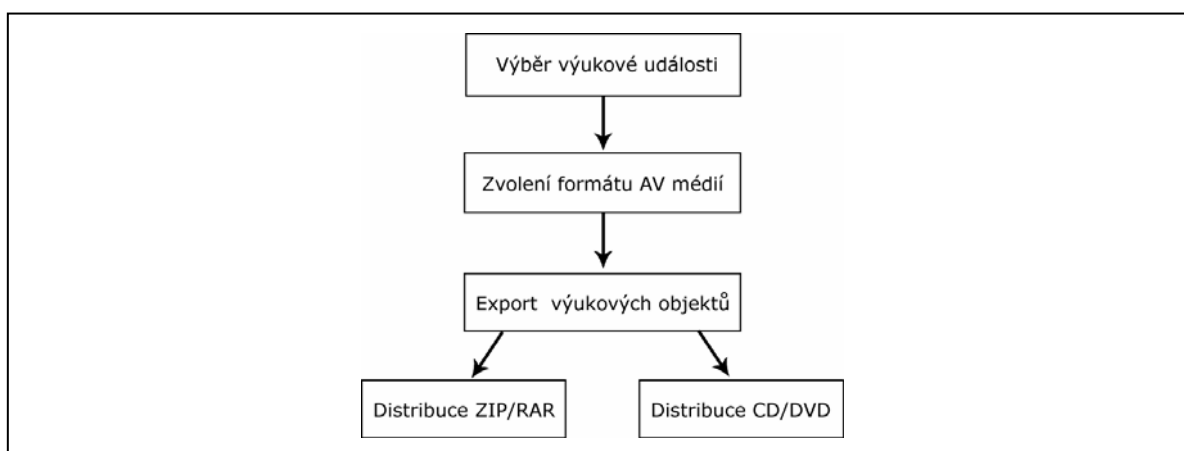 Výběr výukové události
Zvolení formátu AV médií
Export výukových objektů
Distribuce ZIP/RAR
Distribuce CD/DVD